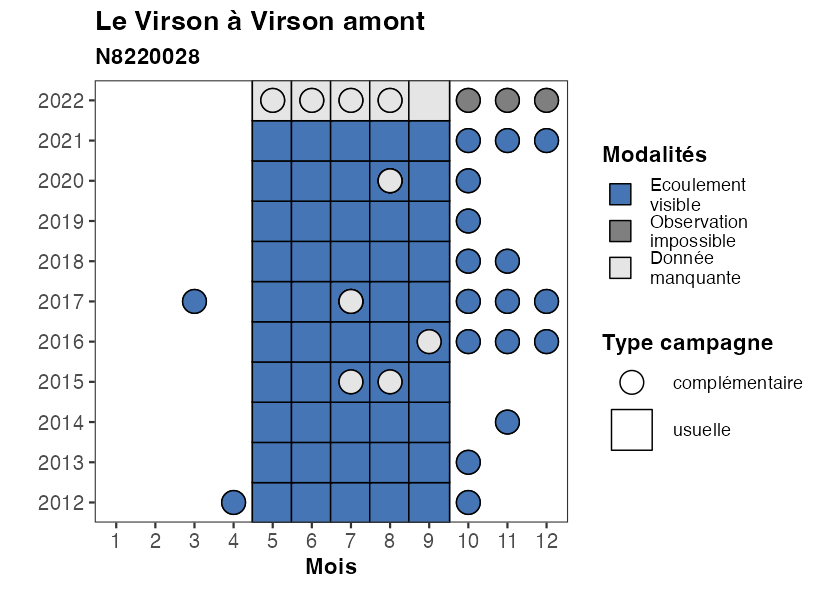 Le Virson à Virson amont
N8220028
2022
2021
2020
2019
2018
2017
2016
2015
2014
2013
2012
1 2 3 4 5 6 7 8 9 10 11 12
Mois
Modalités
Ecoulement
visible
Observation
impossible
Donnée
manquante
Type campagne
complémentaire
usuelle